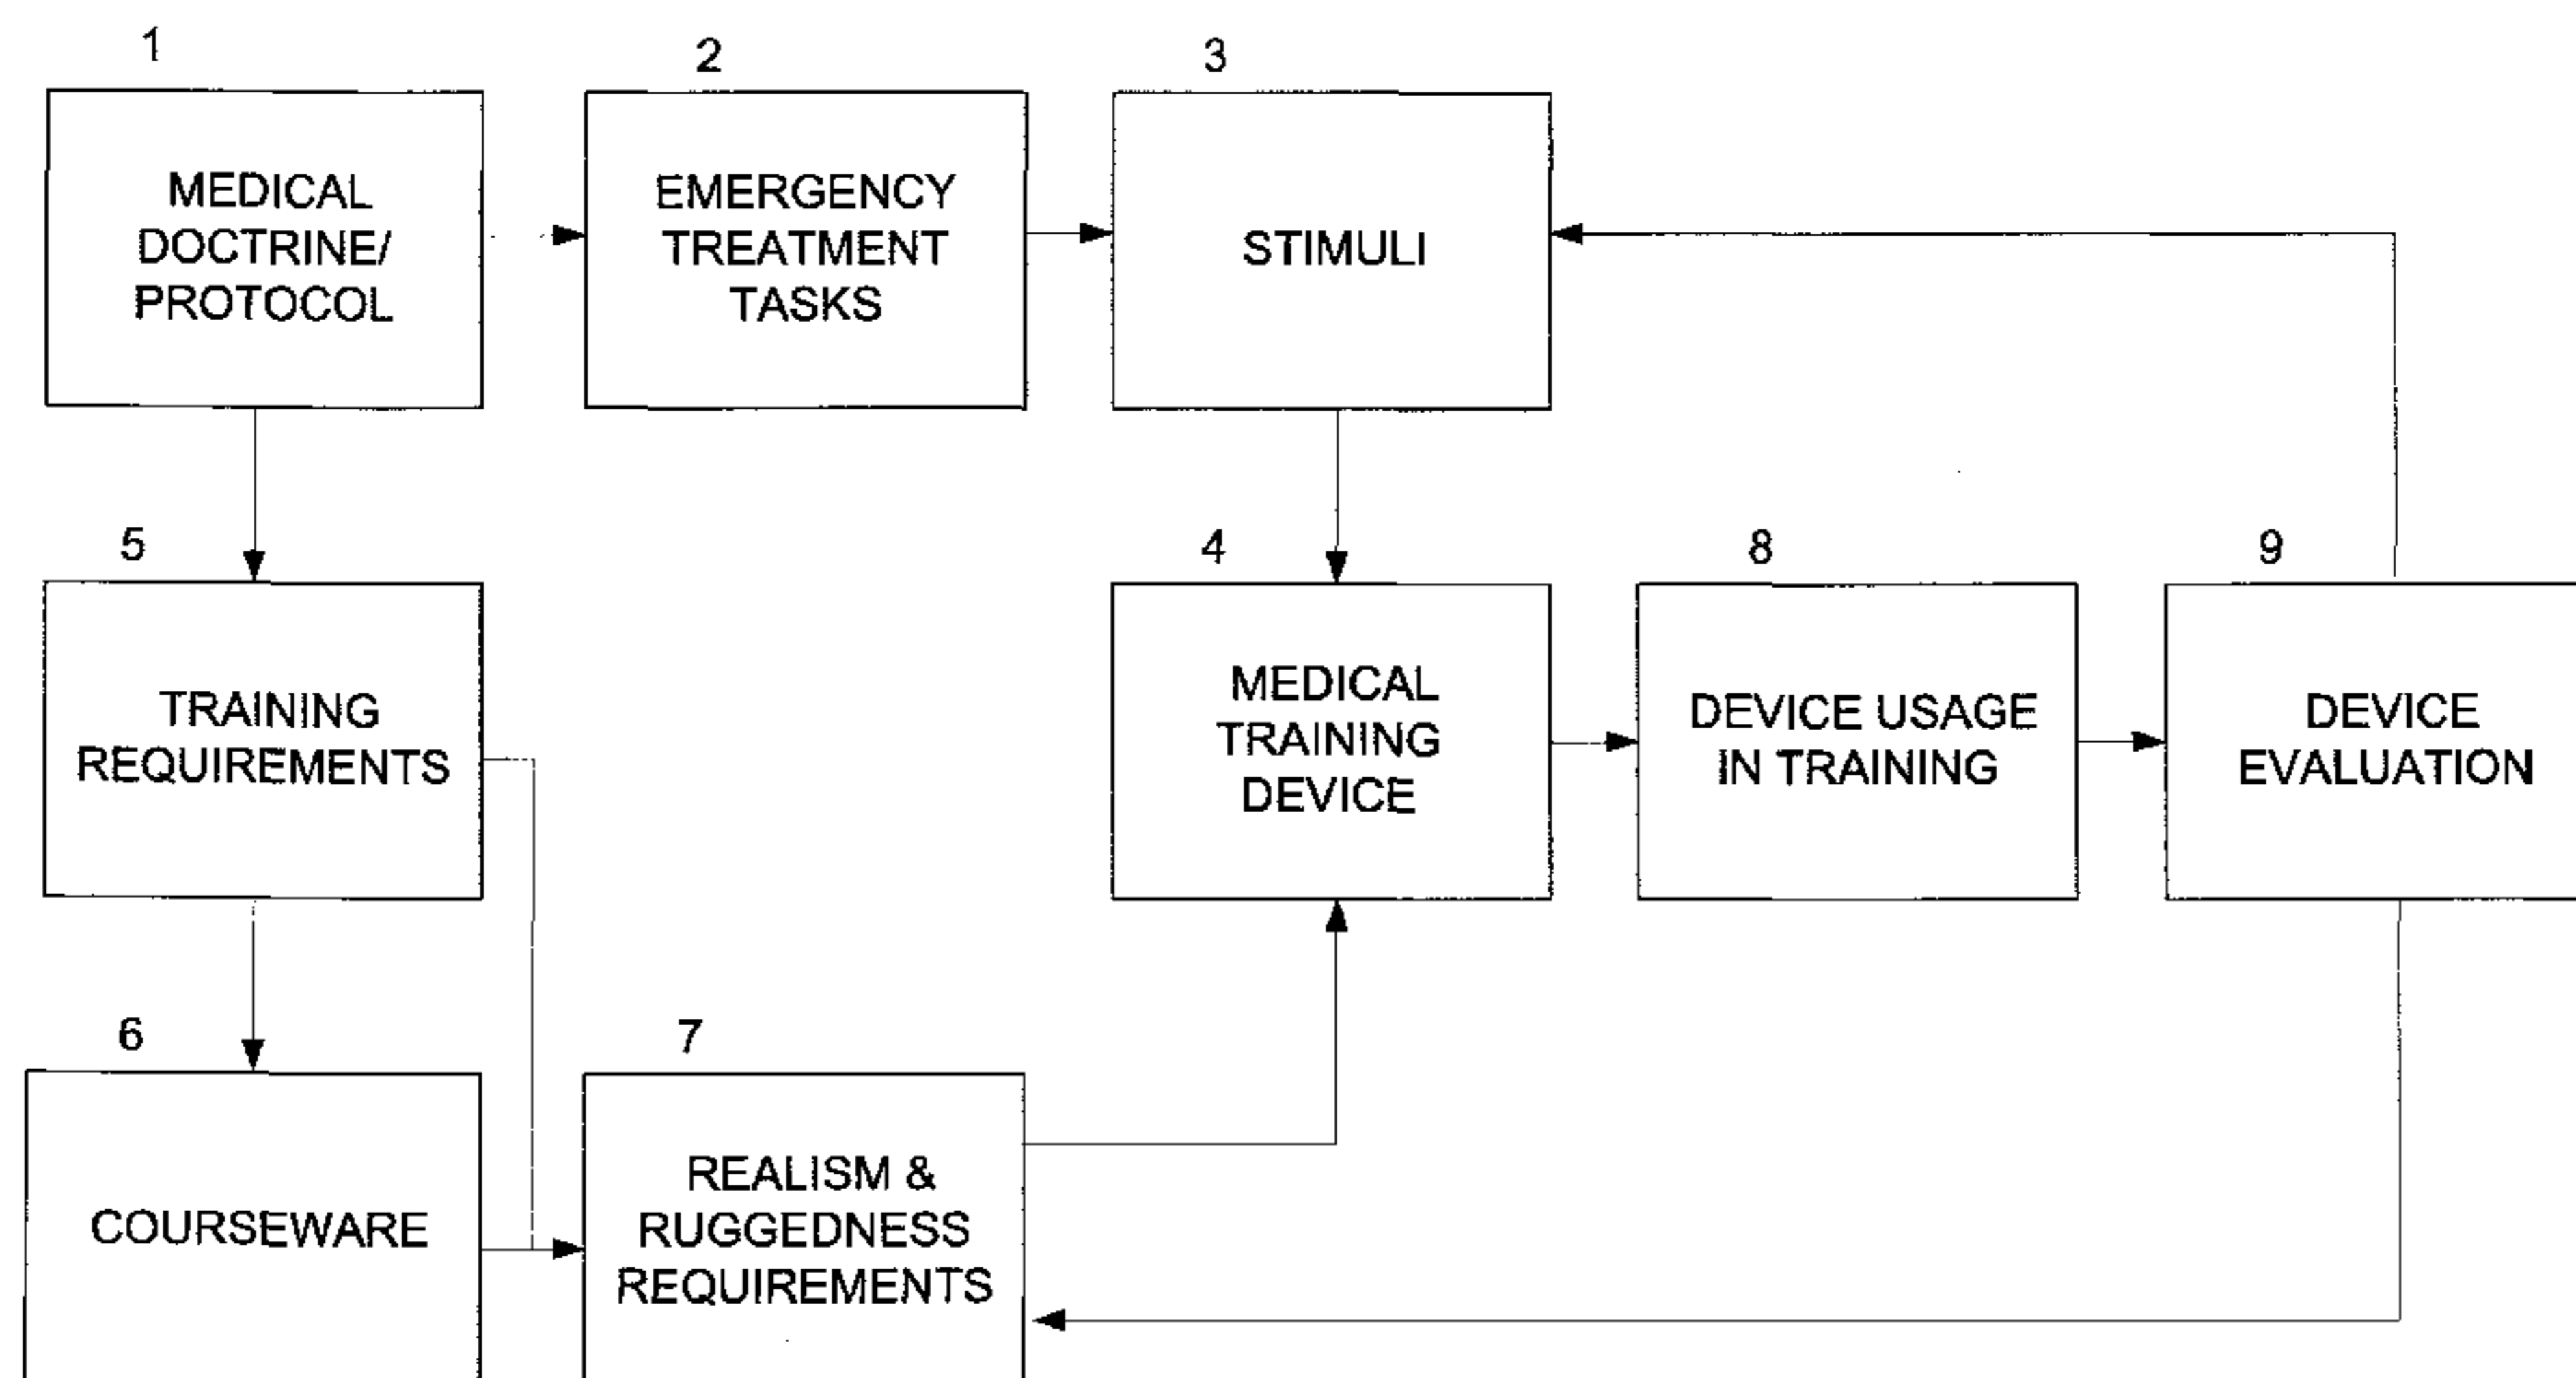 1
MEDICAL
DOCTRINE/
PROTOCOL
2
EMERGENCY
TREATMENT
TASKS
3
STIMULI
5
TRAINING
REQUIREMENTS
4
MEDICAL
TRAINING
DEVICE
8
DEVICE USAGE
IN TRAINING
9
DEVICE
EVALUATION
6
COURSEWARE
7
REALISM &
RUGGEDNESS
REQUIREMENTS